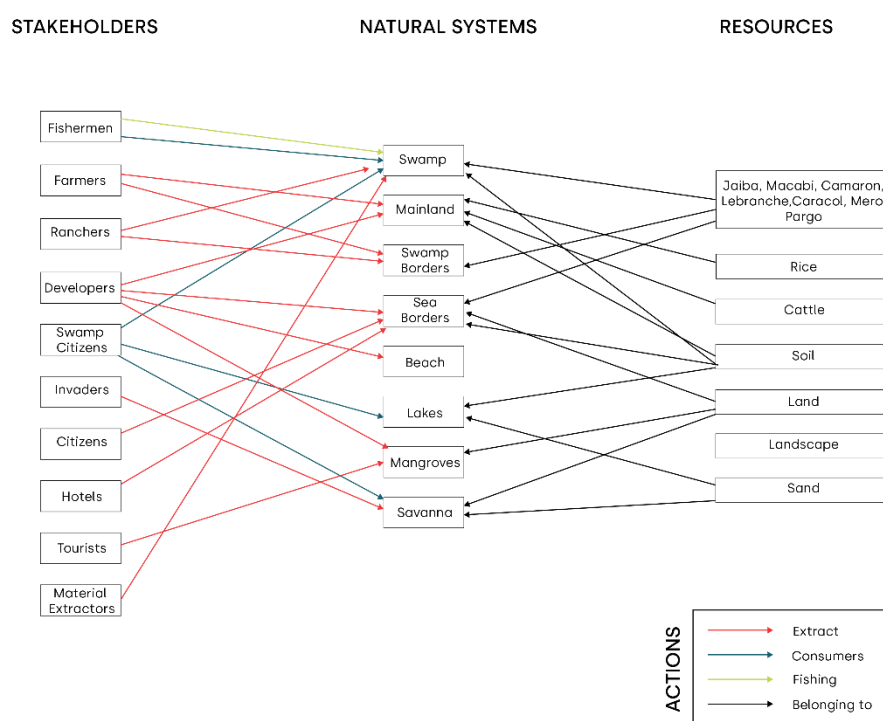 STAKEHOLDERS
NATURAL SYSTEMS
RESOURCES
Fishermen
Farmers
Ranchers
Developers
Swamp
Citizens
Invaders
Citizens
Hotels
Tourists
Material
Extractors
Swamp
Mainland
Swamp
Borders
Sea
Borders
Beach
Lakes
Mangroves
Savanna
Jaiba, Macabi, Camaron,
Lebranche,Caracol, Mero
Pargo
Rice
Cattle
Soil
Land
Landscape
Sand
ACTIONS
Extract
Consumers
Fishing
Belonging to